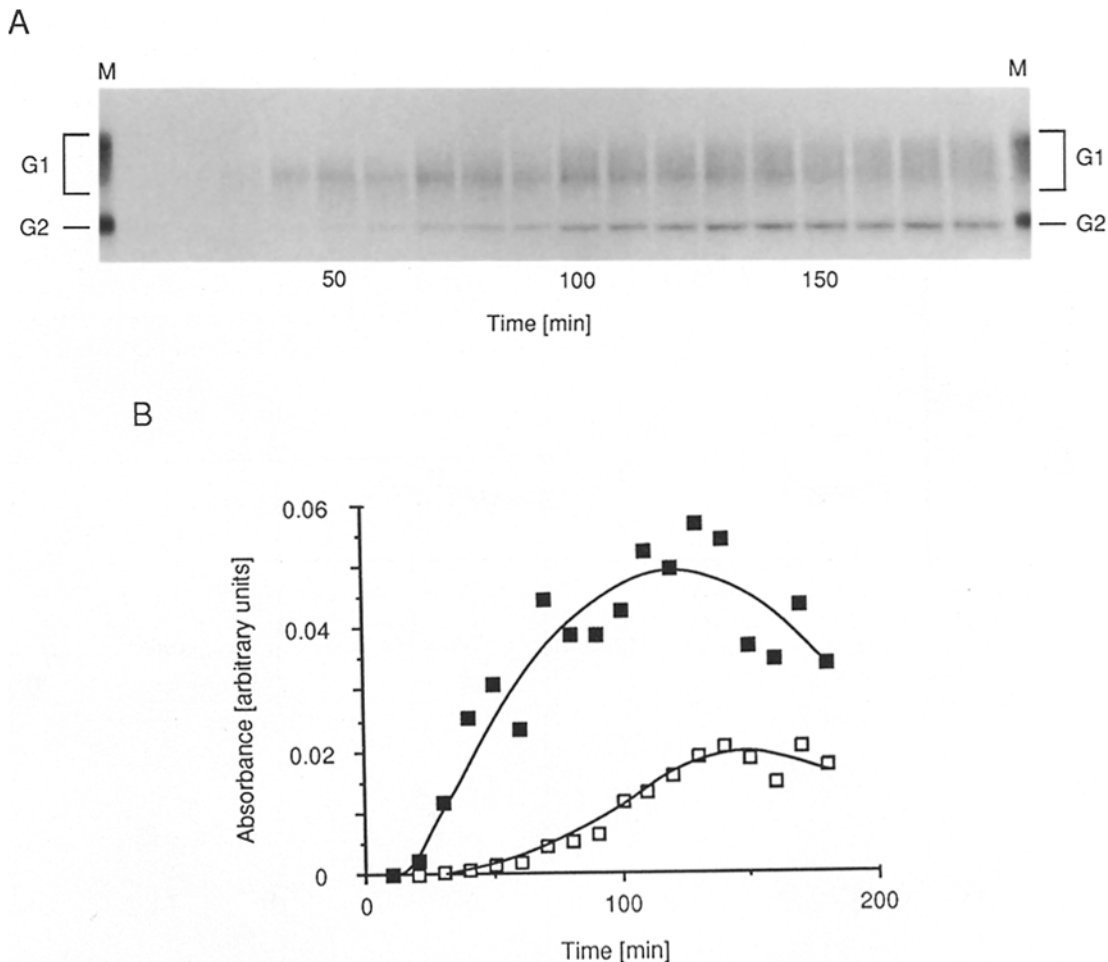 A
M M
G1 G1
G2 G2
50 100 150
Time [min]
B
0.06
0.04
0.02
0
Absorbance [arbitrary units]
0 100 200
Time [min]